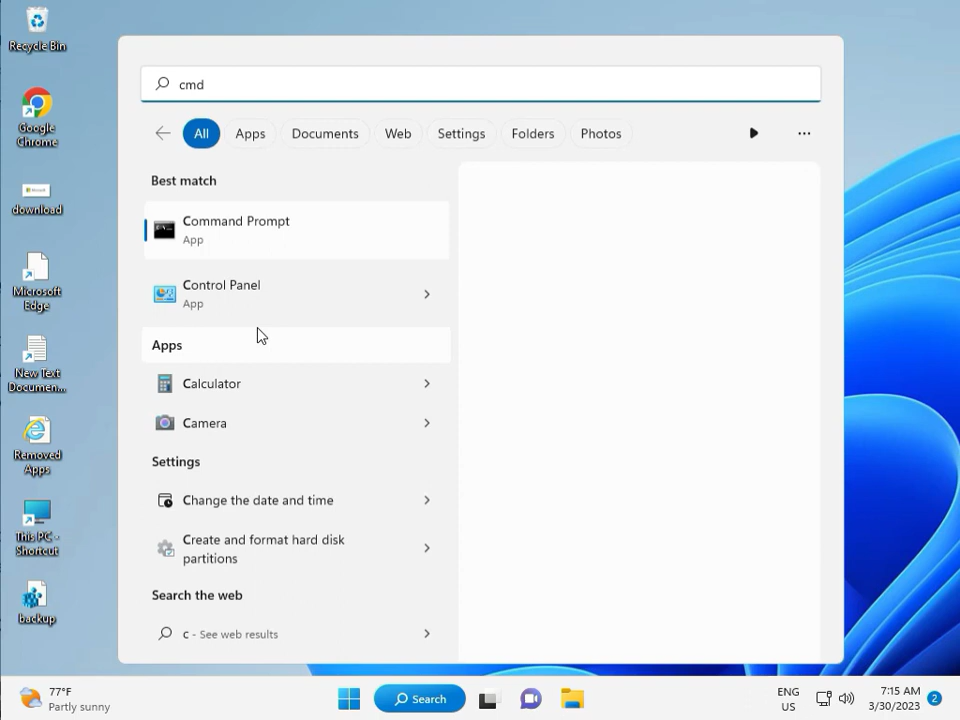 Recycle Bin
Google
Chrome
download
Microsoft
Edge
New Text
Documen...
Removed
Apps
This PC -
Shortcut
backup
cmd
All
Apps
Documents
Web
Settings
Folders
Photos
Best match
Command Prompt
App
Control Panel
App
Apps
Calculator
Camera
Settings
Change the date and time
Create and format hard disk
partitions
Search the web
c - See web results
77°F
Partly sunny
Search
ENG
US
7:15 AM
3/30/2023
2